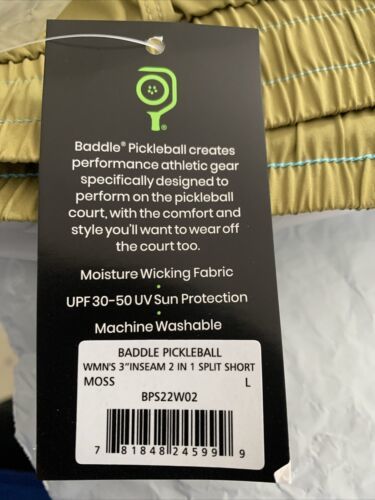 ®
Baddle® Pickleball creates
performance athletic gear
specifically designed to
perform on the pickleball
court, with the comfort and
style you'll want to wear off
the court too.
Moisture Wicking Fabric
•
UPF 30-50 UV Sun Protection
•
Machine Washable
BADDLE PICKLEBALL
WMN'S 3"INSEAM 2 IN 1 SPLIT SHORT
MOSS L
BPS22W02
7 81848 24599 9